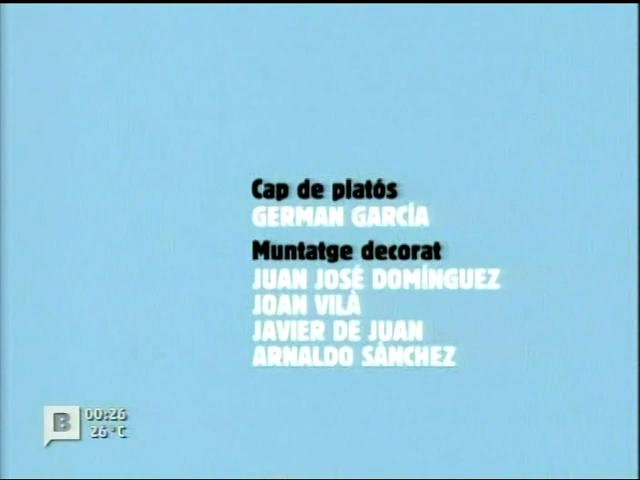 Cap de platós
GERMAN GARCÍA
Muntatge decorat
JUAN JOSÉ DOMÍNGUEZ
JOAN VILÀ
JAVIER DE JUAN
ARNALDO SÁNCHEZ
B 00:26
26°C